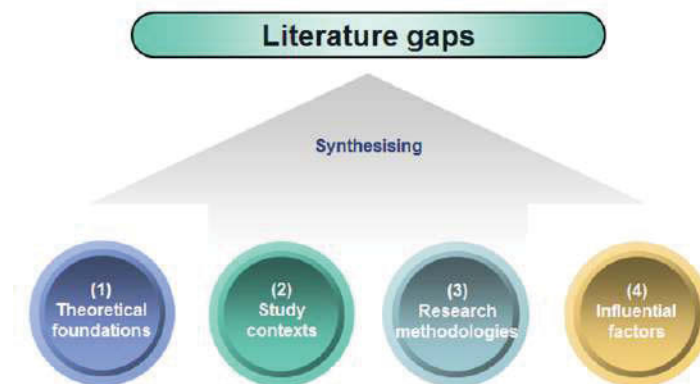 Literature gaps
Synthesising
(1)
Theoretical
foundations
(2)
Study
contexts
(3)
Research
methodologies
(4)
Influential
factors